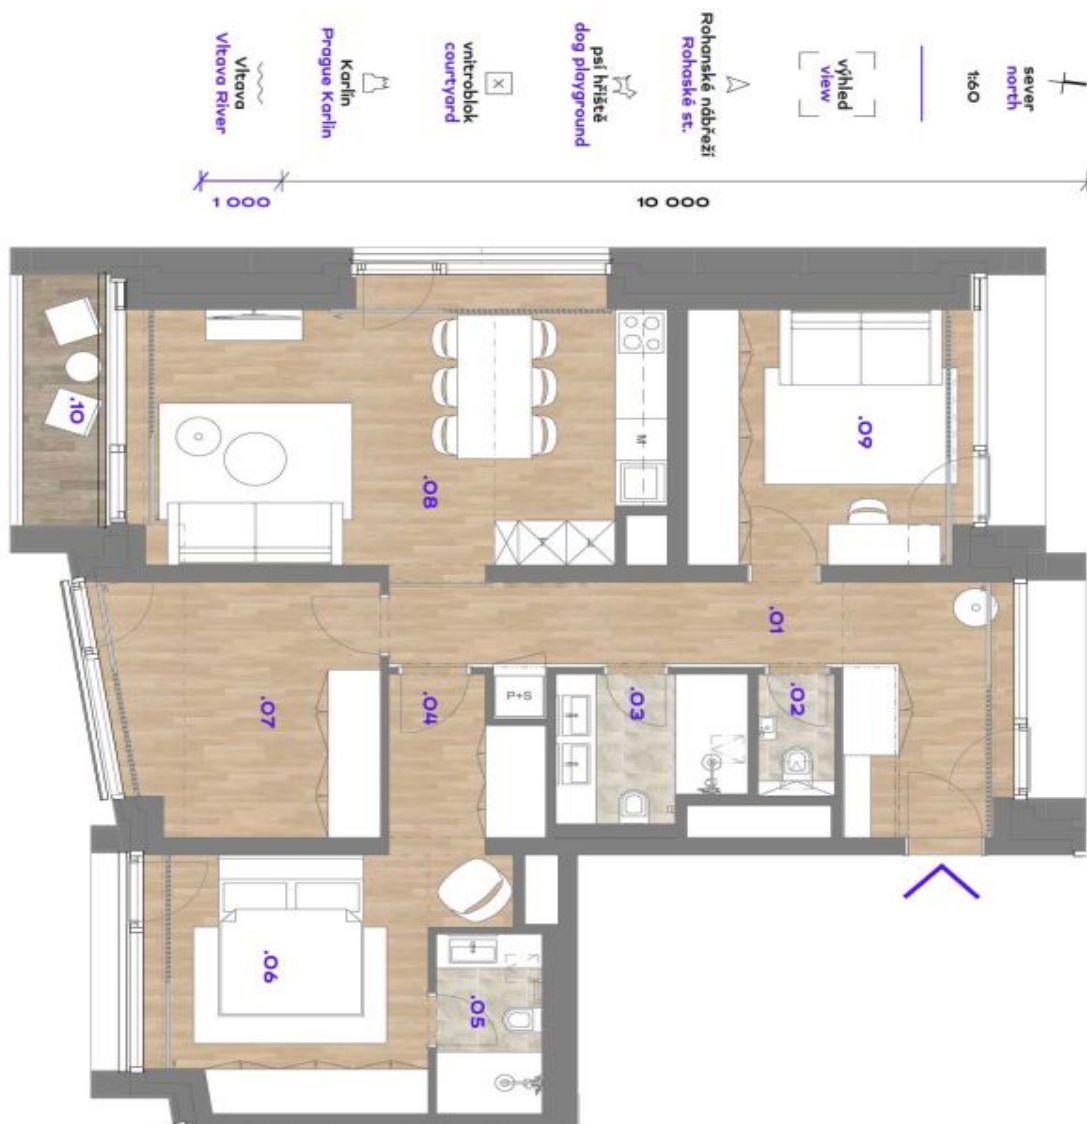 sever
north
1:60
výhled
view
Rohanské nábřeží
Rohaské st.
psí hřiště
dog playground
vnitroblok
courtyard
Karlín
Prague Karlin
Vltava
Vltava River
1 000
10 000
.10
.08
M
.09
.01
.07
.04
P+S
.03
.02
.06
.05